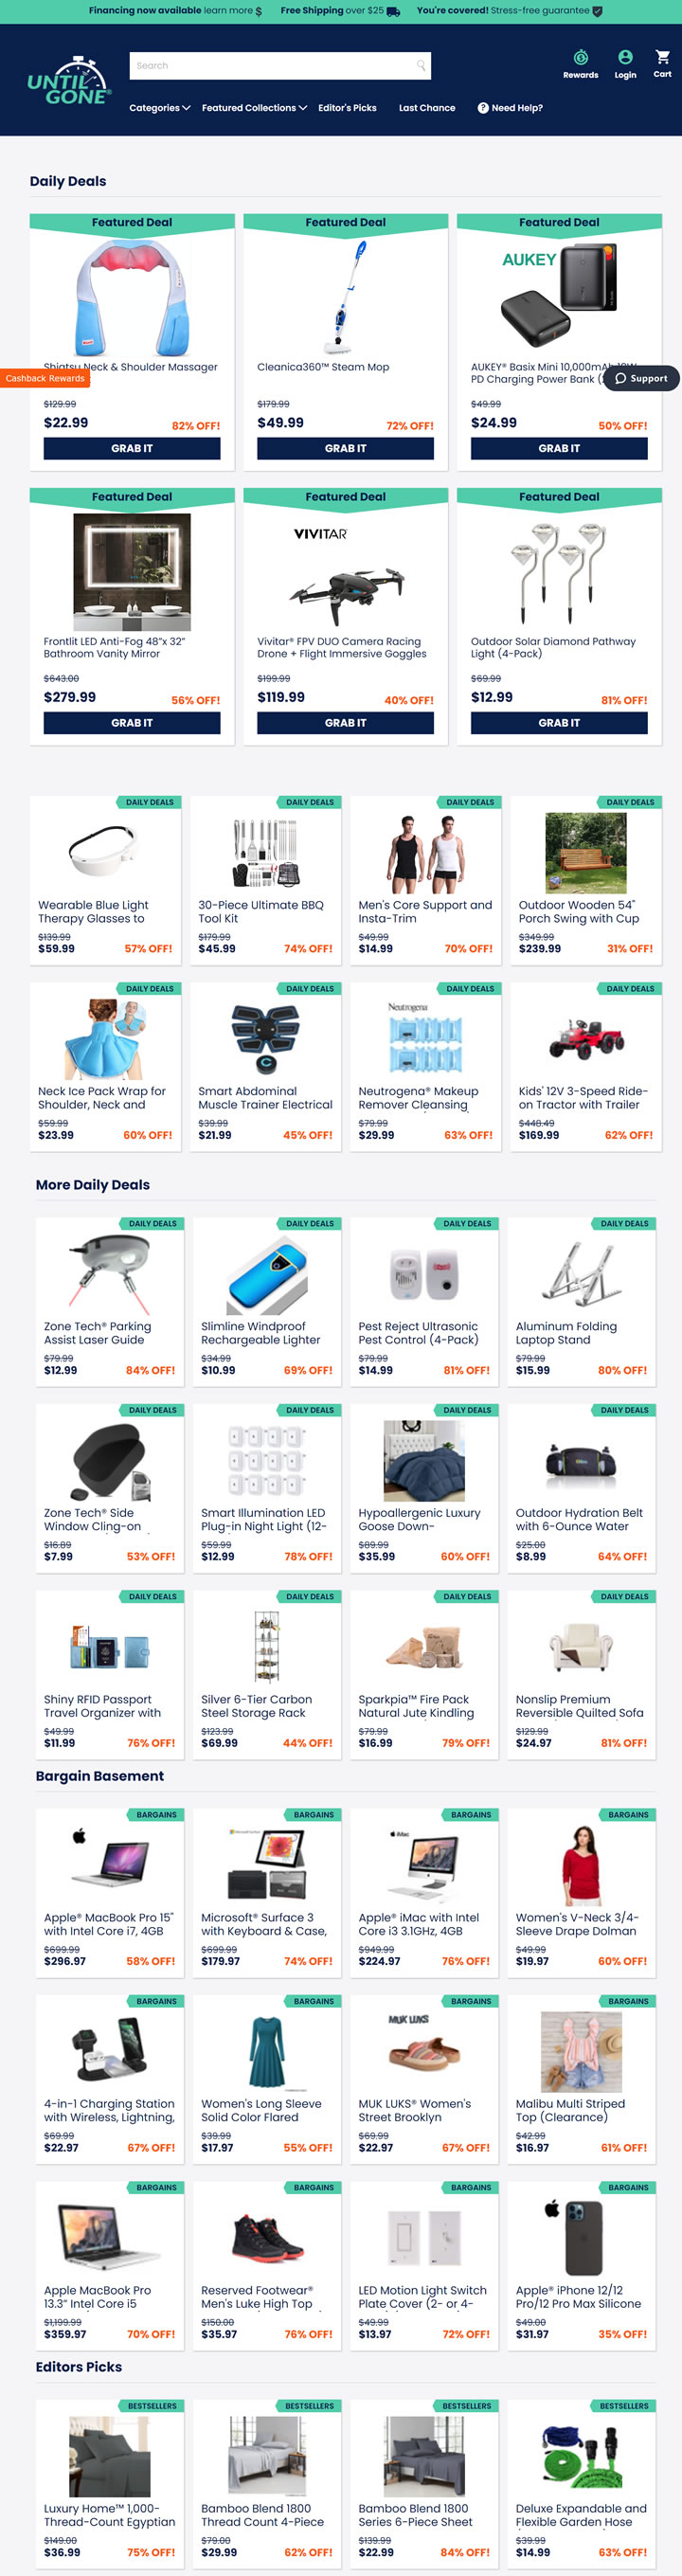 Financing now available learn more $ Free Shipping over $25 You're covered! Stress-free guarantee
UNTIL GONE
Search
Rewards Login Cart
Categories Featured Collections Editor's Picks Last Chance ? Need Help?
Daily Deals
Featured Deal Featured Deal Featured Deal
AUKEY
Shiatsu Neck & Shoulder Massager Cleanica360™ Steam Mop AUKEY® Basix Mini 10,000mAh
PD Charging Power Bank
Cashback Rewards Support
$129.99 $179.99 $49.99
$22.99 82% OFF! $49.99 72% OFF! $24.99 50% OFF!
GRAB IT GRAB IT GRAB IT
Featured Deal Featured Deal Featured Deal
VIVITAR
Frontlit LED Anti-Fog 48"x 32" Vivitar® FPV DUO Camera Racing Outdoor Solar Diamond Pathway
Bathroom Vanity Mirror Drone + Flight Immersive Goggles Light (4-Pack)
$643.00 $199.99 $69.99
$279.99 56% OFF! $119.99 40% OFF! $12.99 81% OFF!
GRAB IT GRAB IT GRAB IT
DAILY DEALS DAILY DEALS DAILY DEALS DAILY DEALS
Wearable Blue Light 30-Piece Ultimate BBQ Men's Core Support and Outdoor Wooden 54"
Therapy Glasses to Tool Kit Insta-Trim Porch Swing with Cup
$139.99 $179.99 $49.99 $349.99
$59.99 57% OFF! $45.99 74% OFF! $14.99 70% OFF! $239.99 31% OFF!
DAILY DEALS DAILY DEALS DAILY DEALS DAILY DEALS
Neutrogena
Neck Ice Pack Wrap for Smart Abdominal Neutrogena® Makeup Kids' 12V 3-Speed Ride-
Shoulder, Neck and Muscle Trainer Electrical Remover Cleansing on Tractor with Trailer
$59.99 $39.99 $79.99 $448.49
$23.99 60% OFF! $21.99 45% OFF! $29.99 63% OFF! $169.99 62% OFF!
More Daily Deals
DAILY DEALS DAILY DEALS DAILY DEALS DAILY DEALS
Zone Tech® Parking Slimline Windproof Pest Reject Ultrasonic Aluminum Folding
Assist Laser Guide Rechargeable Lighter Pest Control (4-Pack) Laptop Stand
$79.99 $34.99 $79.99 $79.99
$12.99 84% OFF! $10.99 69% OFF! $14.99 81% OFF! $15.99 80% OFF!
DAILY DEALS DAILY DEALS DAILY DEALS DAILY DEALS
Zone Tech® Side Smart Illumination LED Hypoallergenic Luxury Outdoor Hydration Belt
Window Cling-on Plug-in Night Light (12- Goose Down- with 6-Ounce Water
$16.89 $59.99 $89.99 $25.00
$7.99 53% OFF! $12.99 78% OFF! $35.99 60% OFF! $8.99 64% OFF!
DAILY DEALS DAILY DEALS DAILY DEALS DAILY DEALS
Shiny RFID Passport Silver 6-Tier Carbon Sparkpia™ Fire Pack Nonslip Premium
Travel Organizer with Steel Storage Rack Natural Jute Kindling Reversible Quilted Sofa
$49.99 $123.99 $79.99 $129.99
$11.99 76% OFF! $69.99 44% OFF! $16.99 79% OFF! $24.97 81% OFF!
Bargain Basement
BARGAINS BARGAINS BARGAINS BARGAINS
iMac
Apple® MacBook Pro 15" Microsoft® Surface 3 Apple® iMac with Intel Women's V-Neck 3/4-
with Intel Core i7, 4GB with Keyboard & Case, Core i3 3.1GHz, 4GB Sleeve Drape Dolman
$699.99 $699.99 $949.99 $49.99
$296.97 58% OFF! $179.97 74% OFF! $224.97 76% OFF! $19.97 60% OFF!
BARGAINS BARGAINS BARGAINS BARGAINS
MUK LUKS
4-in-1 Charging Station Women's Long Sleeve MUK LUKS® Women's Malibu Multi Striped
with Wireless, Lightning, Solid Color Flared Street Brooklyn Top (Clearance)
$69.99 $39.99 $69.99 $42.99
$22.97 67% OFF! $17.97 55% OFF! $22.97 67% OFF! $16.97 61% OFF!
BARGAINS BARGAINS BARGAINS BARGAINS
Apple MacBook Pro Reserved Footwear® LED Motion Light Switch Apple® iPhone 12/12
13.3" Intel Core i5 Men's Luke High Top Plate Cover (2- or 4- Pro/12 Pro Max Silicone
$1,199.99 $150.00 $49.99 $49.00
$359.97 70% OFF! $35.97 76% OFF! $13.97 72% OFF! $31.97 35% OFF!
Editors Picks
BESTSELLERS BESTSELLERS BESTSELLERS BESTSELLERS
Luxury Home™ 1,000- Bamboo Blend 1800 Bamboo Blend 1800 Deluxe Expandable and
Thread-Count Egyptian Thread Count 4-Piece Series 6-Piece Sheet Flexible Garden Hose
$149.00 $79.00 $139.99 $39.99
$36.99 75% OFF! $29.99 62% OFF! $22.99 84% OFF! $14.99 63% OFF!